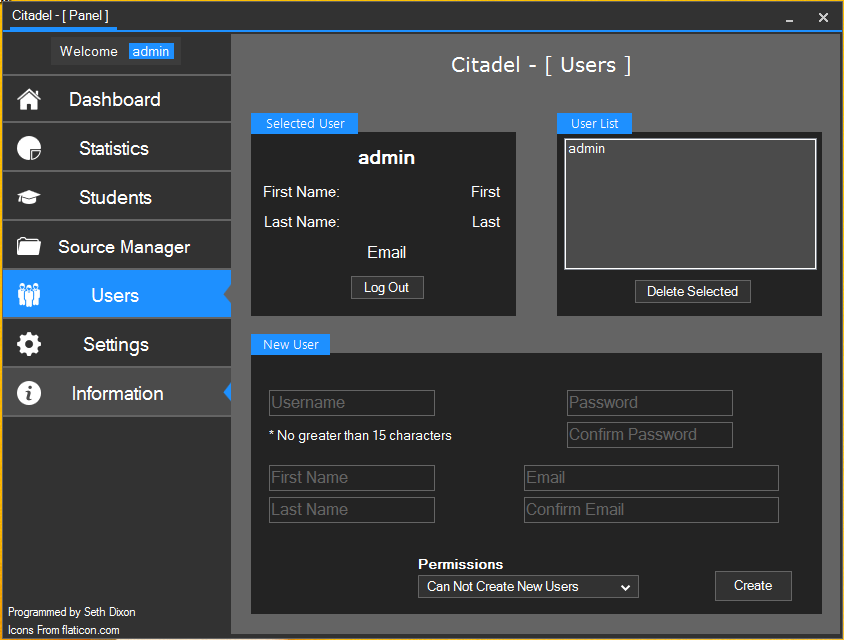 Citadel - [ Panel ]
Welcome admin
Dashboard
Statistics
Students
Source Manager
Users
Settings
Information
Programmed by Seth Dixon
Icons From flaticon.com
Citadel - [ Users ]
Selected User
admin
First Name: First
Last Name: Last
Email
Log Out
User List
admin
Delete Selected
New User
Username
* No greater than 15 characters
Password
Confirm Password
First Name
Last Name
Email
Confirm Email
Permissions
Can Not Create New Users
Create